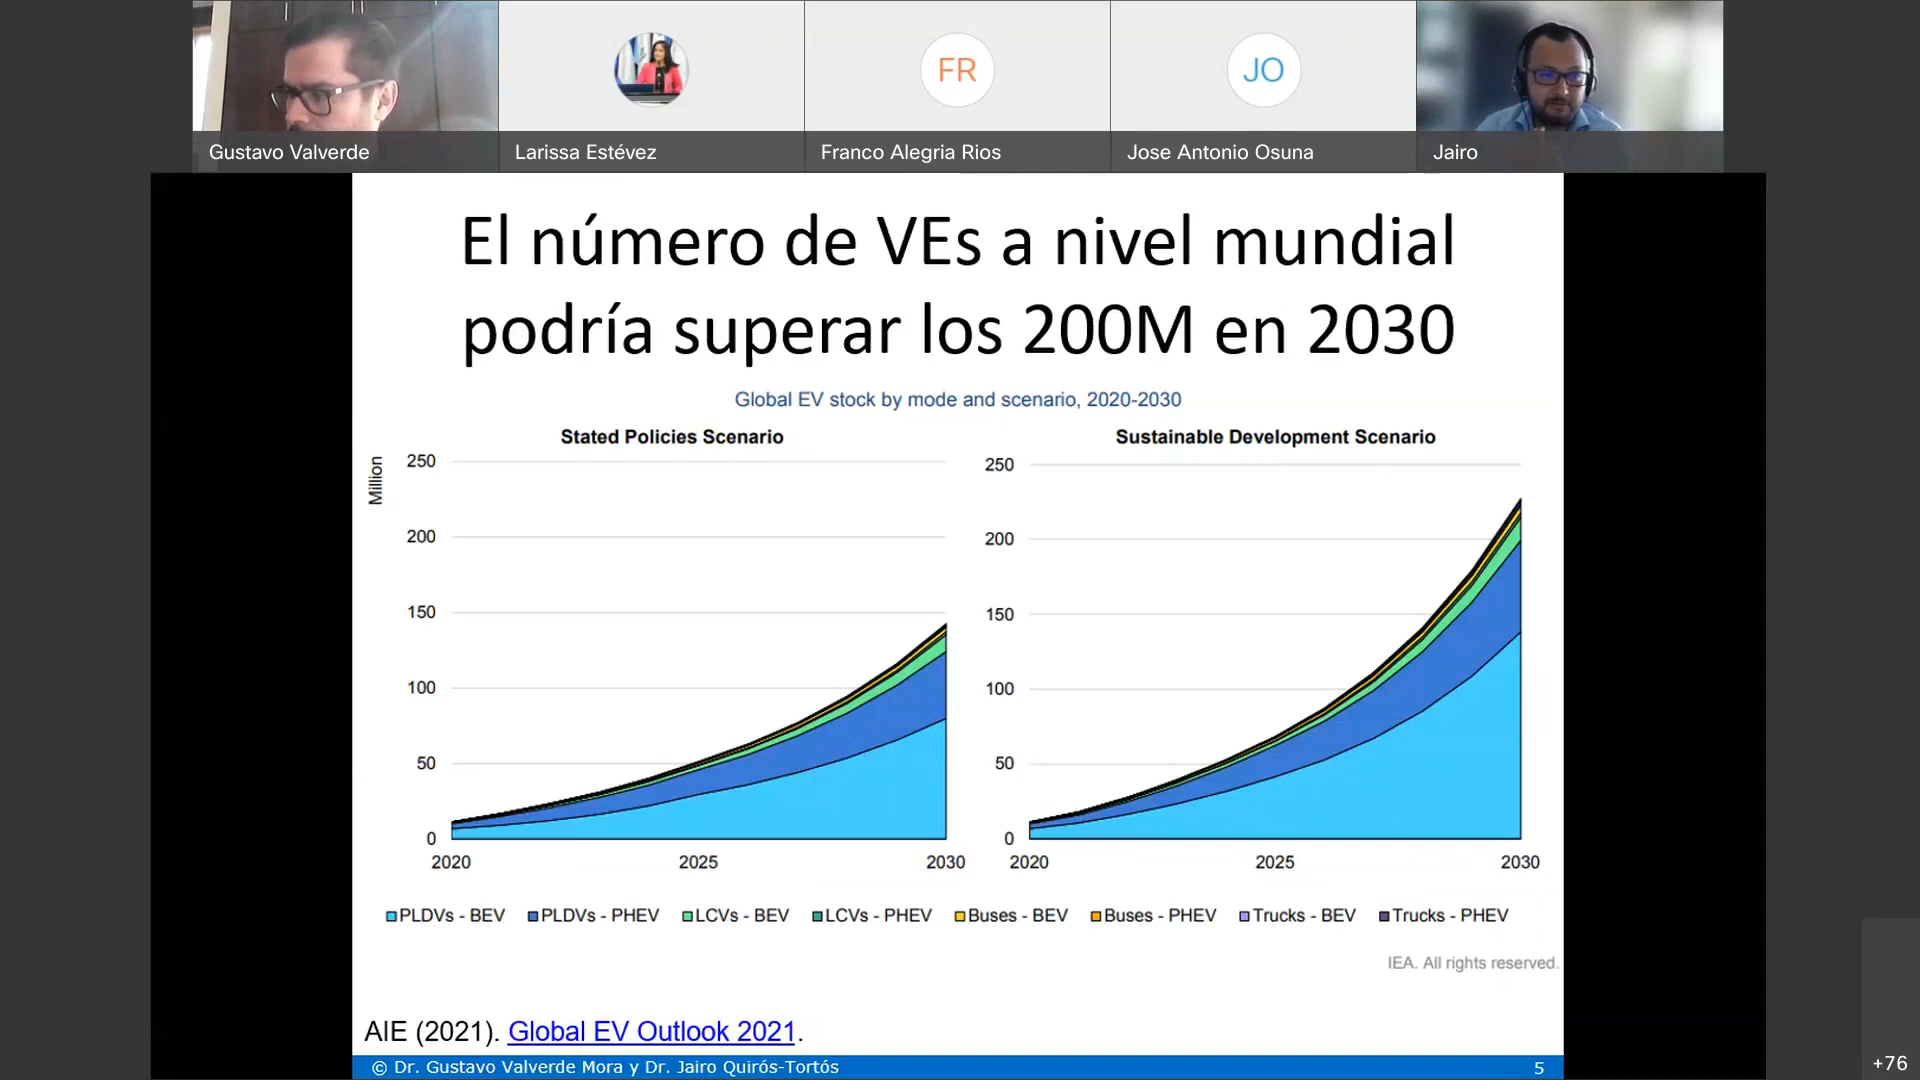 Gustavo Valverde
Larissa Estévez
FR
Franco Alegria Rios
JO
Jose Antonio Osuna
Jairo
El número de VEs a nivel mundial
podría superar los 200M en 2030
Global EV stock by mode and scenario, 2020-2030
Stated Policies Scenario
Million
250
200
150
100
50
0
2020 2025 2030
Sustainable Development Scenario
250
200
150
100
50
0
2020 2025 2030
PLDVs - BEV PLDVs - PHEV LCVs - BEV LCVs - PHEV Buses - BEV Buses - PHEV Trucks - BEV Trucks - PHEV
IEA. All rights reserved.
AIE (2021). Global EV Outlook 2021.
© Dr. Gustavo Valverde Mora y Dr. Jairo Quirós-Tortós 5
+76